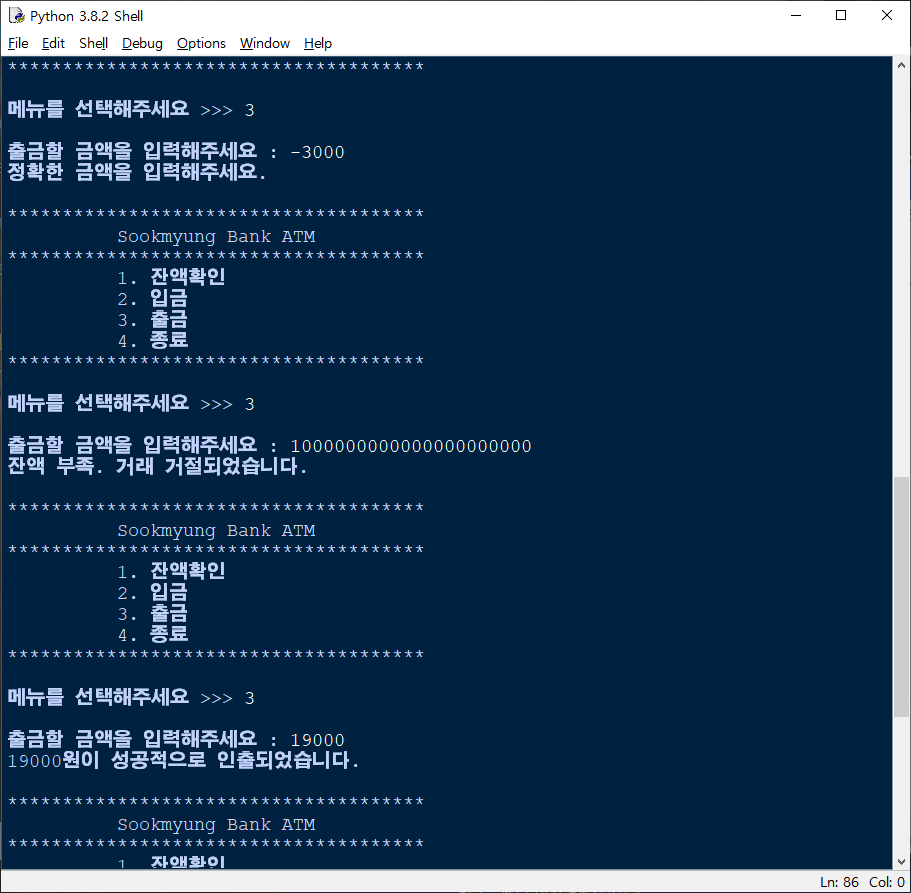 Python 3.8.2 Shell
File Edit Shell Debug Options Window Help
**************************************
메뉴를 선택해주세요 >>> 3
출금할 금액을 입력해주세요 : -3000
정확한 금액을 입력해주세요.
**************************************
Sookmyung Bank ATM
**************************************
1. 잔액확인
2. 입금
3. 출금
4. 종료
**************************************
메뉴를 선택해주세요 >>> 3
출금할 금액을 입력해주세요 : 1000000000000000000000
잔액 부족. 거래 거절되었습니다.
**************************************
Sookmyung Bank ATM
**************************************
1. 잔액확인
2. 입금
3. 출금
4. 종료
**************************************
메뉴를 선택해주세요 >>> 3
출금할 금액을 입력해주세요 : 19000
19000원이 성공적으로 인출되었습니다.
**************************************
Sookmyung Bank ATM
**************************************
1. 잔액확인
Ln: 86 Col: 0